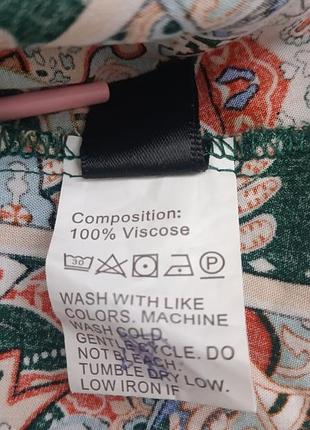 Composition:
100% Viscose
30 P
WASH WITH LIKE
COLORS. MACHINE
WASH COLD.
GENTLE CYCLE. DO
NOT BLEACH.
TUMBLE DRY LOW.
LOW IRON IF